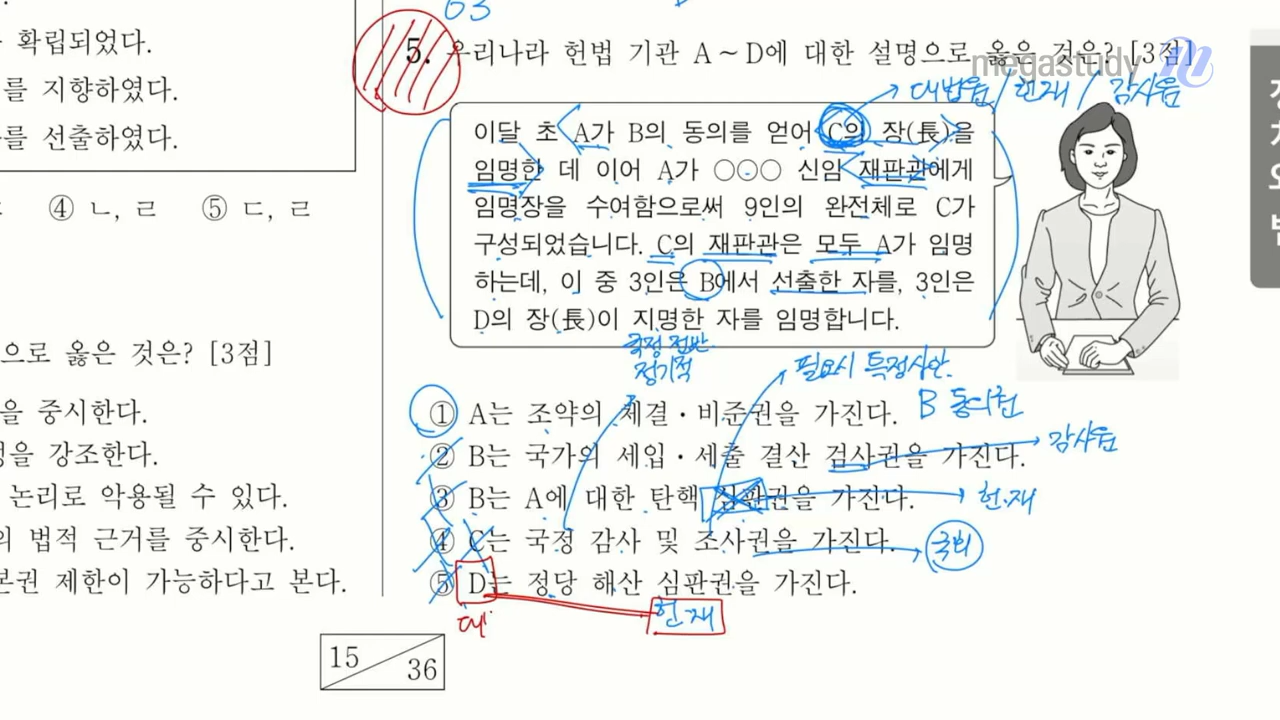 03
확립되었다.
를 지향하였다.
를 선출하였다.
④ ㄴ, ㄹ ⑤ ㄷ, ㄹ
으로 옳은 것은? [3점]
을 중시한다.
을 강조한다.
논리로 악용될 수 있다.
의 법적 근거를 중시한다.
본권 제한이 가능하다고 본다.
5. 우리나라 헌법 기관 A～D에 대한 설명으로 옳은 것은? [3점]
megastudy
대법원/헌재/감사원
이달 초 A가 B의 동의를 얻어 C의 장(長)을
임명한 데 이어 A가 ○○○ 신임 재판관에게
임명장을 수여함으로써 9인의 완전체로 C가
구성되었습니다. C의 재판관은 모두 A가 임명
하는데, 이 중 3인은 B에서 선출한 자를, 3인은
D의 장(長)이 지명한 자를 임명합니다.
국정 전반
정기적
필요시 특정사안.
① A는 조약의 체결·비준권을 가진다. B 동의권
② B는 국가의 세입·세출 결산 검사권을 가진다. 감사원
③ B는 A에 대한 탄핵 심판권을 가진다. 헌.재
④ C는 국정 감사 및 조사권을 가진다. 국회
⑤ D는 정당 해산 심판권을 가진다.
대 헌.재
15
36